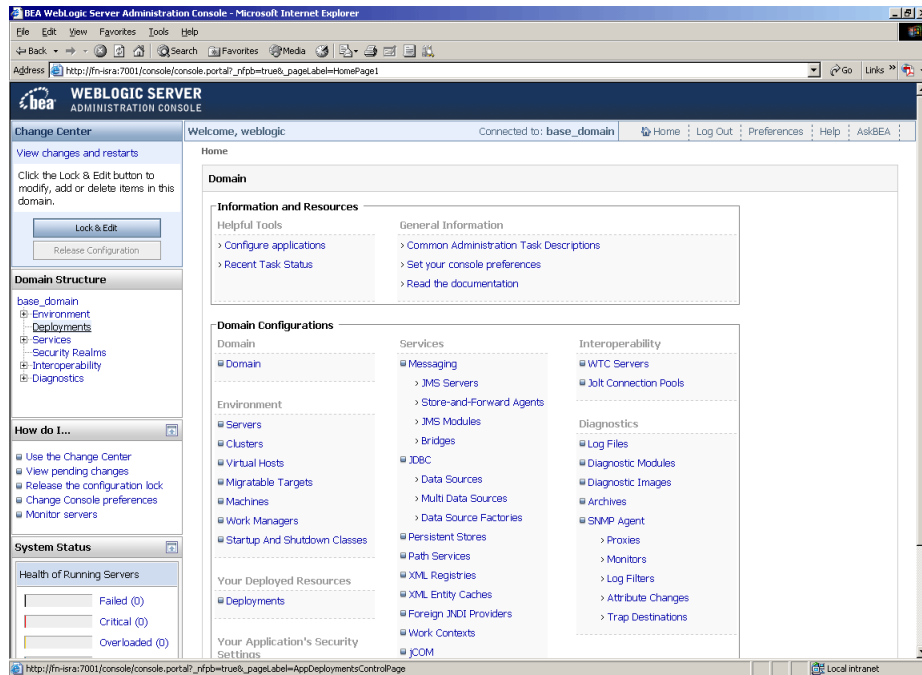 BEA WebLogic Server Administration Console - Microsoft Internet Explorer
File Edit View Favorites Tools Help
Back Search Favorites Media
Address http://fn-isra:7001/console/console.portal?_nfpb=true&_pageLabel=HomePage1 Go Links »
bea WEBLOGIC SERVER
ADMINISTRATION CONSOLE
Change Center
View changes and restarts
Click the Lock & Edit button to
modify, add or delete items in this
domain.
Lock & Edit
Release Configuration
Domain Structure
base_domain
Environment
Deployments
Services
Security Realms
Interoperability
Diagnostics
How do I...
Use the Change Center
View pending changes
Release the configuration lock
Change Console preferences
Monitor servers
System Status
Health of Running Servers
Failed (0)
Critical (0)
Overloaded (0)
Welcome, weblogic Connected to: base_domain Home Log Out Preferences Help AskBEA
Home
Domain
Information and Resources
Helpful Tools
› Configure applications
› Recent Task Status
General Information
› Common Administration Task Descriptions
› Set your console preferences
› Read the documentation
Domain Configurations
Domain
Domain
Environment
Servers
Clusters
Virtual Hosts
Migratable Targets
Machines
Work Managers
Startup And Shutdown Classes
Your Deployed Resources
Deployments
Your Application's Security
Settings
Services
Messaging
› JMS Servers
› Store-and-Forward Agents
› JMS Modules
› Bridges
JDBC
› Data Sources
› Multi Data Sources
› Data Source Factories
Persistent Stores
Path Services
XML Registries
XML Entity Caches
Foreign JNDI Providers
Work Contexts
jCOM
Interoperability
WTC Servers
Jolt Connection Pools
Diagnostics
Log Files
Diagnostic Modules
Diagnostic Images
Archives
SNMP Agent
› Proxies
› Monitors
› Log Filters
› Attribute Changes
› Trap Destinations
http://fn-isra:7001/console/console.portal?_nfpb=true&_pageLabel=AppDeploymentsControlPage Local intranet